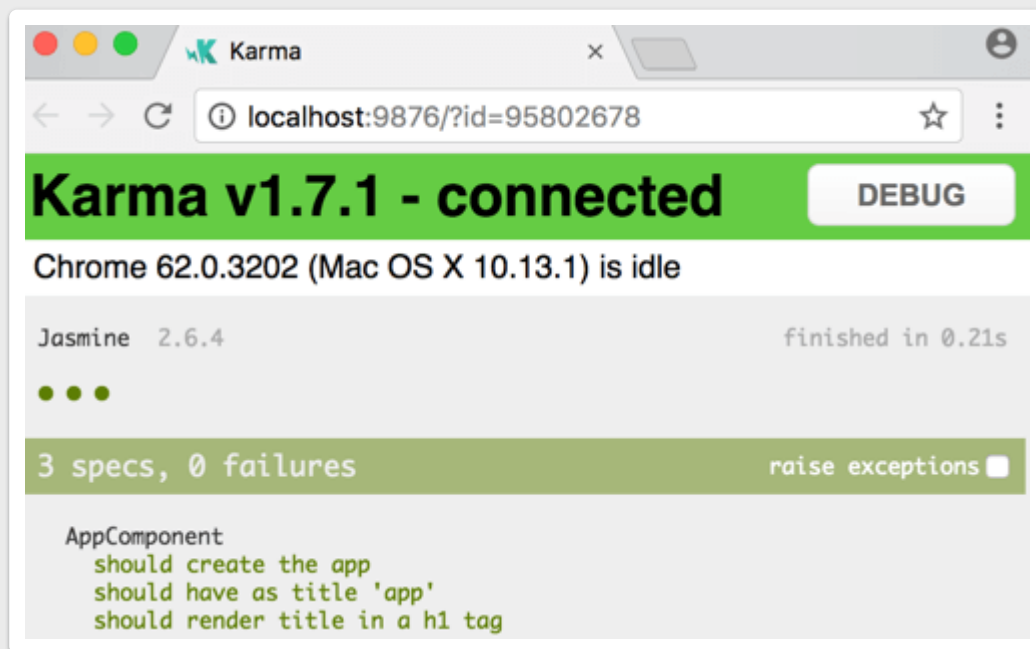 Karma
localhost:9876/?id=95802678
Karma v1.7.1 - connected DEBUG
Chrome 62.0.3202 (Mac OS X 10.13.1) is idle
Jasmine 2.6.4 finished in 0.21s
3 specs, 0 failures raise exceptions
AppComponent
should create the app
should have as title 'app'
should render title in a h1 tag